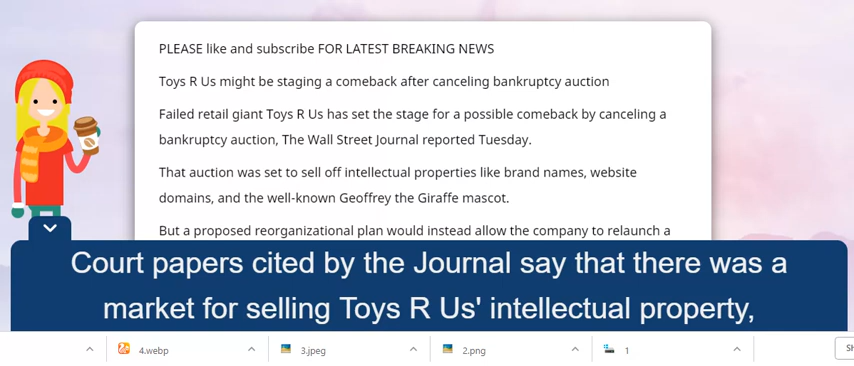 PLEASE like and subscribe FOR LATEST BREAKING NEWS
Toys R Us might be staging a comeback after canceling bankruptcy auction
Failed retail giant Toys R Us has set the stage for a possible comeback by canceling a
bankruptcy auction, The Wall Street Journal reported Tuesday.
That auction was set to sell off intellectual properties like brand names, website
domains, and the well-known Geoffrey the Giraffe mascot.
But a proposed reorganizational plan would instead allow the company to relaunch a
Court papers cited by the Journal say that there was a
market for selling Toys R Us' intellectual property,
4.webp 3.jpeg 2.png 1